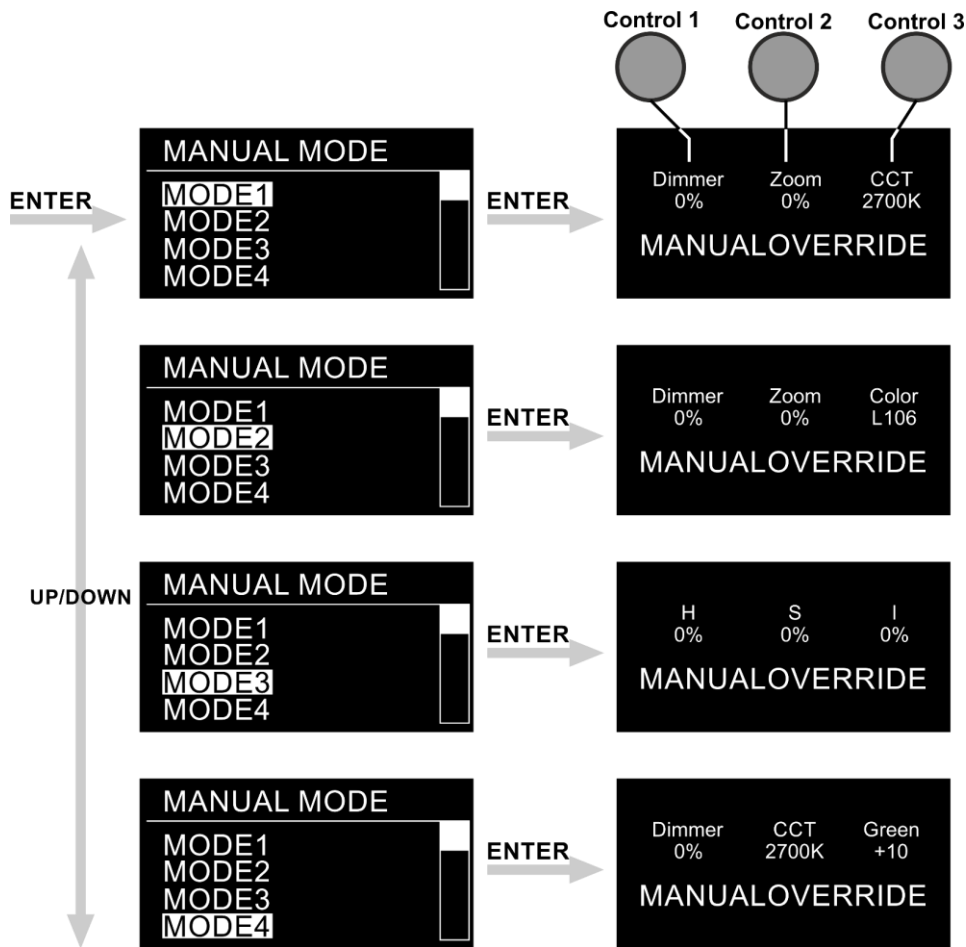 Control 1 Control 2 Control 3
MANUAL MODE
MODE1
MODE2
MODE3
MODE4
ENTER
ENTER
Dimmer Zoom CCT
0% 0% 2700K
MANUALOVERRIDE
MANUAL MODE
MODE1
MODE2
MODE3
MODE4
ENTER
Dimmer Zoom Color
0% 0% L106
MANUALOVERRIDE
UP/DOWN
MANUAL MODE
MODE1
MODE2
MODE3
MODE4
ENTER
H S I
0% 0% 0%
MANUALOVERRIDE
MANUAL MODE
MODE1
MODE2
MODE3
MODE4
ENTER
Dimmer CCT Green
0% 2700K +10
MANUALOVERRIDE